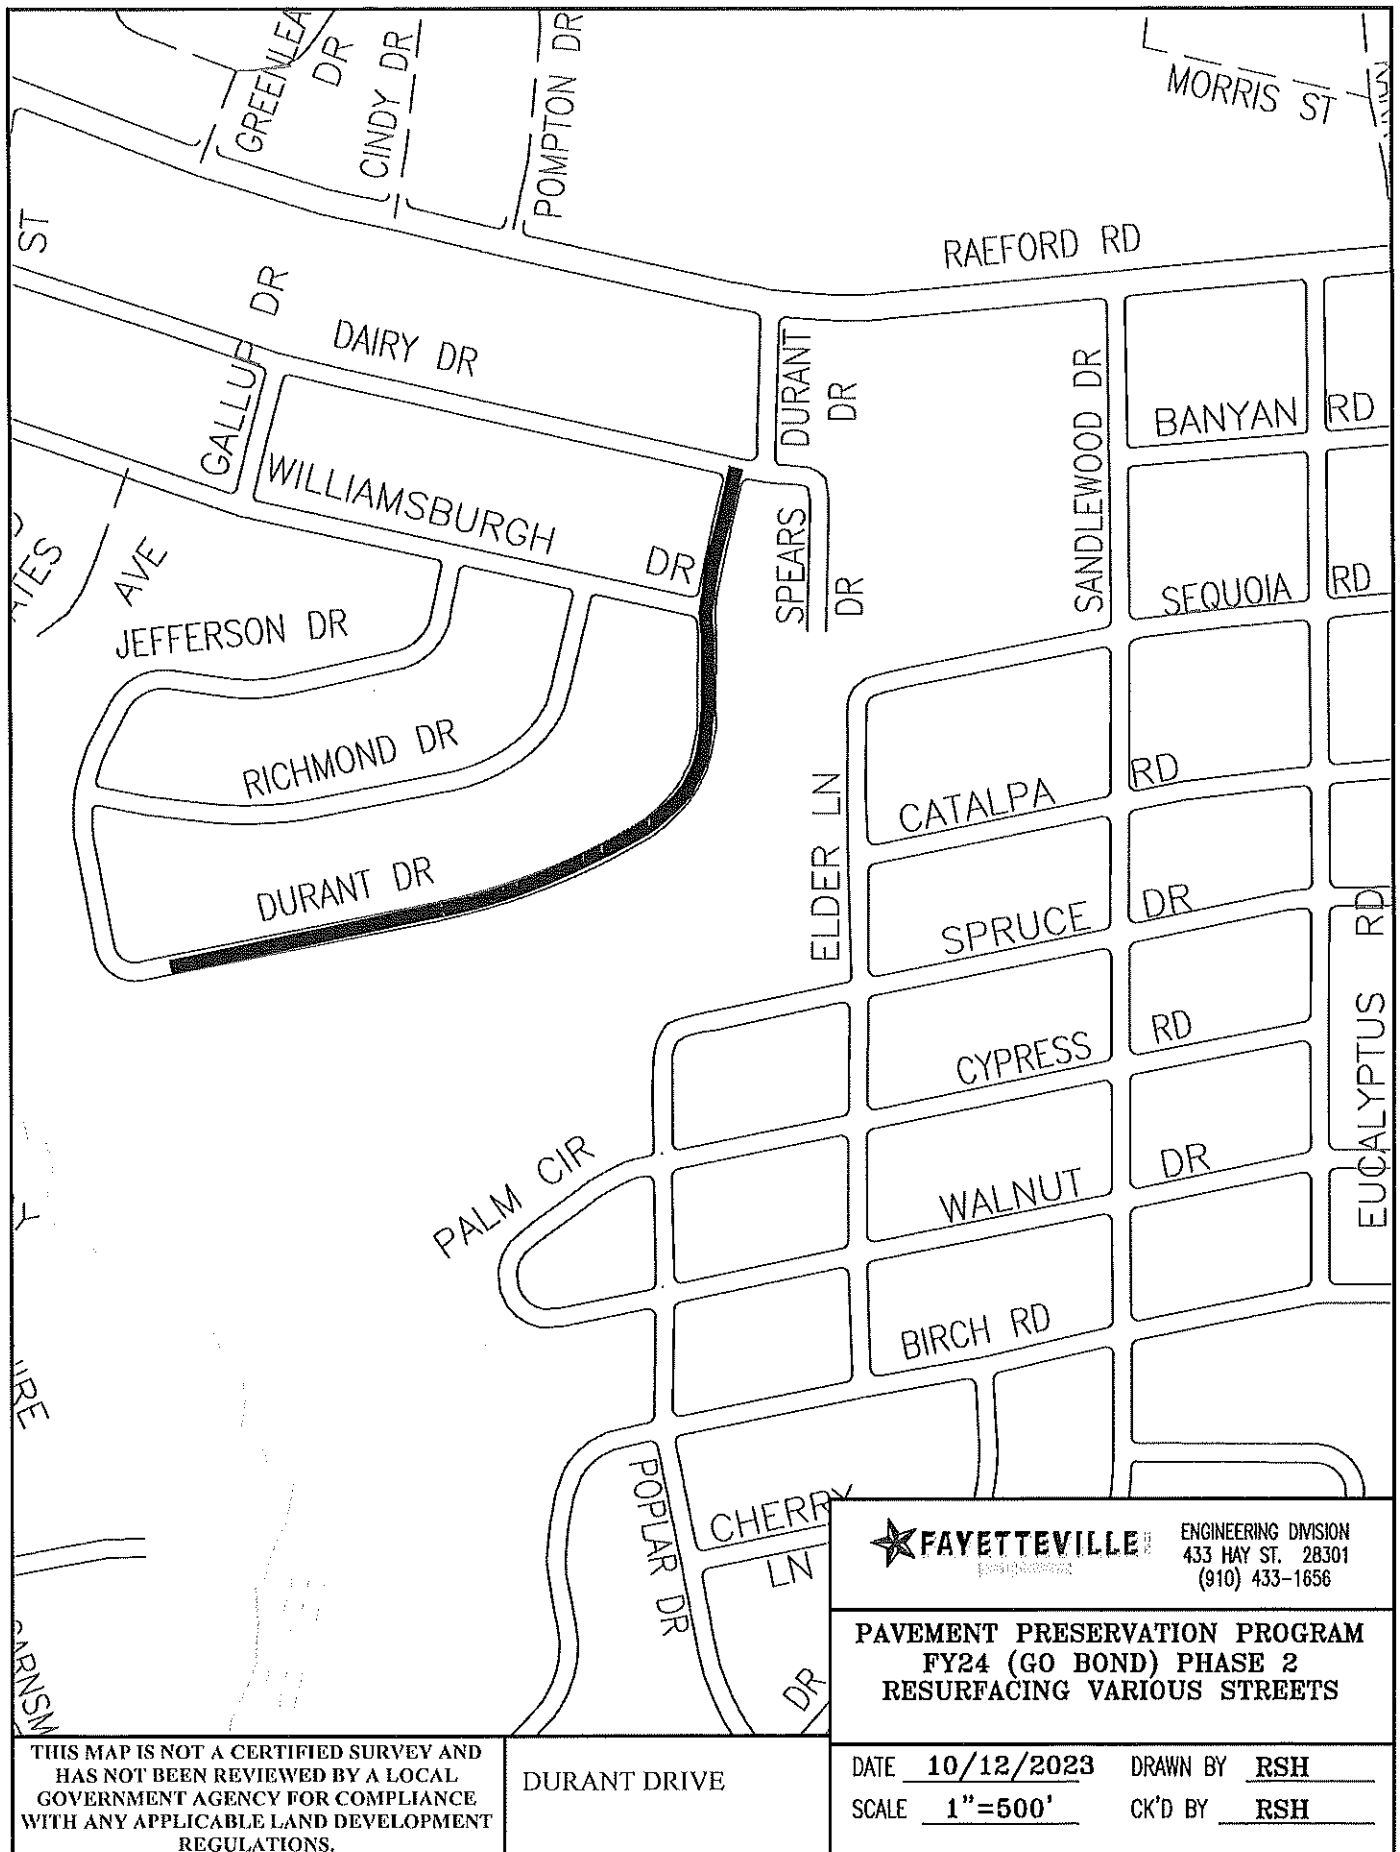 GREENLEA
DR
CINDY DR
POMPTON DR
MORRIS ST
RAEFORD RD
ST
GALLUP DR
DAIRY DR
DURANT
DR
SANDLEWOOD DR
BANYAN RD
WILLIAMSBURGH DR
SPEARS
DR
SEQUOIA RD
ATES
AVE
JEFFERSON DR
RICHMOND DR
DURANT DR
ELDER LN
CATALPA RD
SPRUCE DR
EUCALYPTUS RD
CYPRESS RD
PALM CIR
WALNUT DR
Y
BIRCH RD
IRE
POPLAR DR
CHERRY
LN
DR
ARNSM
FAYETTEVILLE
ENGINEERING DIVISION
433 HAY ST. 28301
(910) 433-1656
PAVEMENT PRESERVATION PROGRAM
FY24 (GO BOND) PHASE 2
RESURFACING VARIOUS STREETS
THIS MAP IS NOT A CERTIFIED SURVEY AND
HAS NOT BEEN REVIEWED BY A LOCAL
GOVERNMENT AGENCY FOR COMPLIANCE
WITH ANY APPLICABLE LAND DEVELOPMENT
REGULATIONS.
DURANT DRIVE
DATE 10/12/2023 DRAWN BY RSH
SCALE 1"=500' CK'D BY RSH